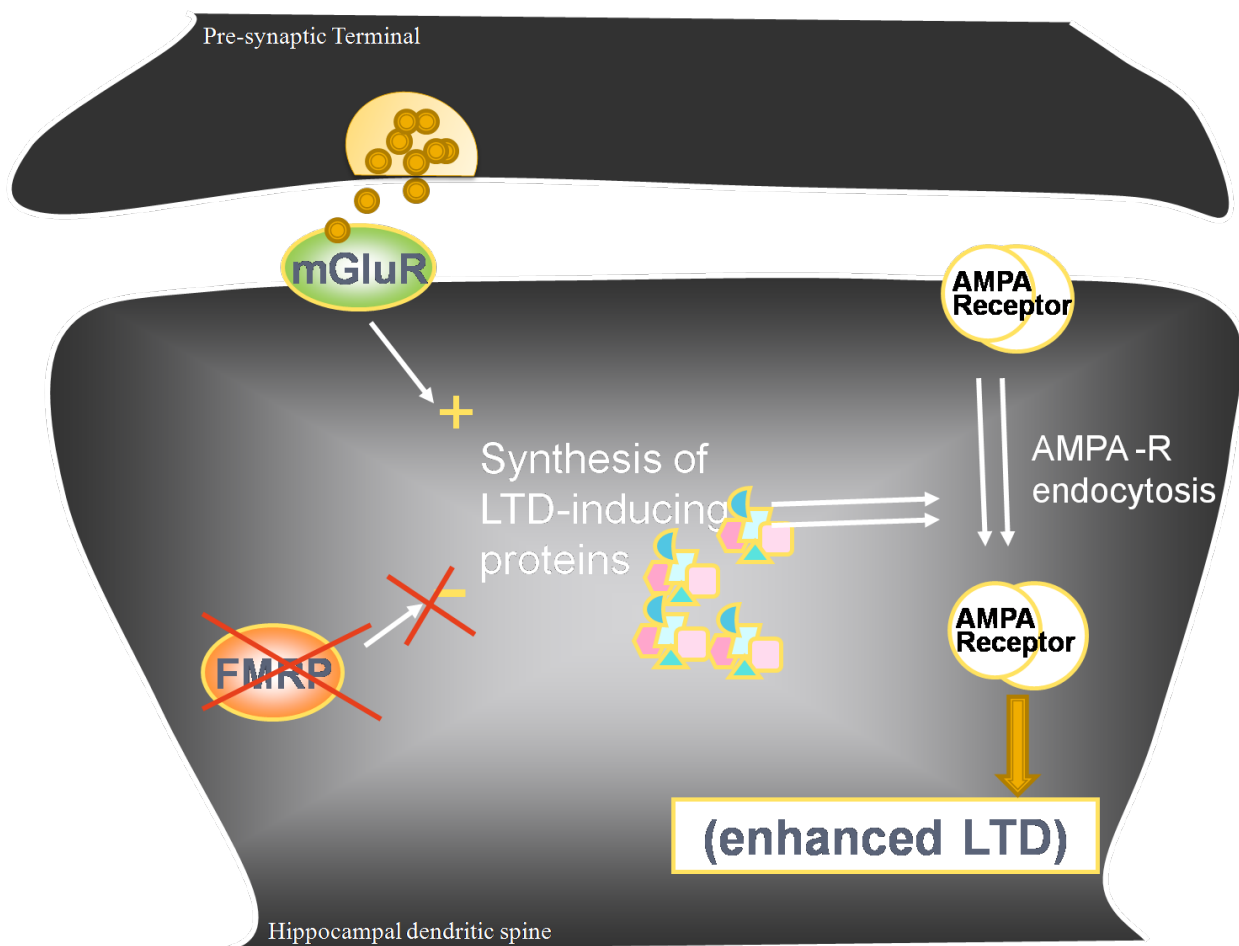 Pre-synaptic Terminal
mGluR
AMPA
Receptor
+
Synthesis of
LTD-inducing
proteins
AMPA -R
endocytosis
-
FMRP
AMPA
Receptor
(enhanced LTD)
Hippocampal dendritic spine